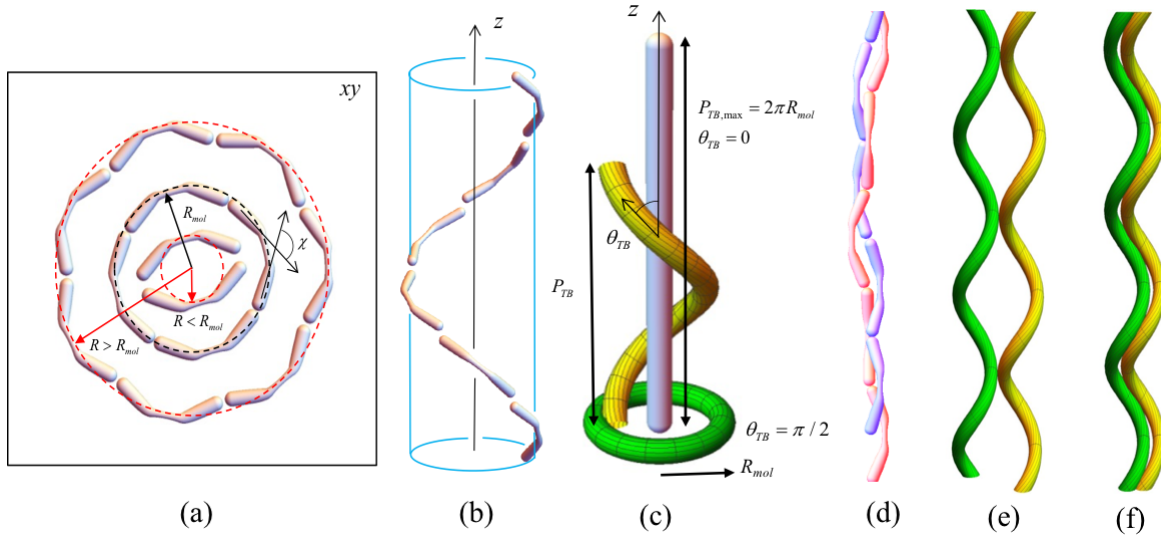 xy
R_mol
χ
R < R_mol
R > R_mol
(a)
z
(b)
z
P_TB,max = 2πR_mol
θ_TB = 0
θ_TB
P_TB
θ_TB = π / 2
R_mol
(c)
(d)
(e)
(f)